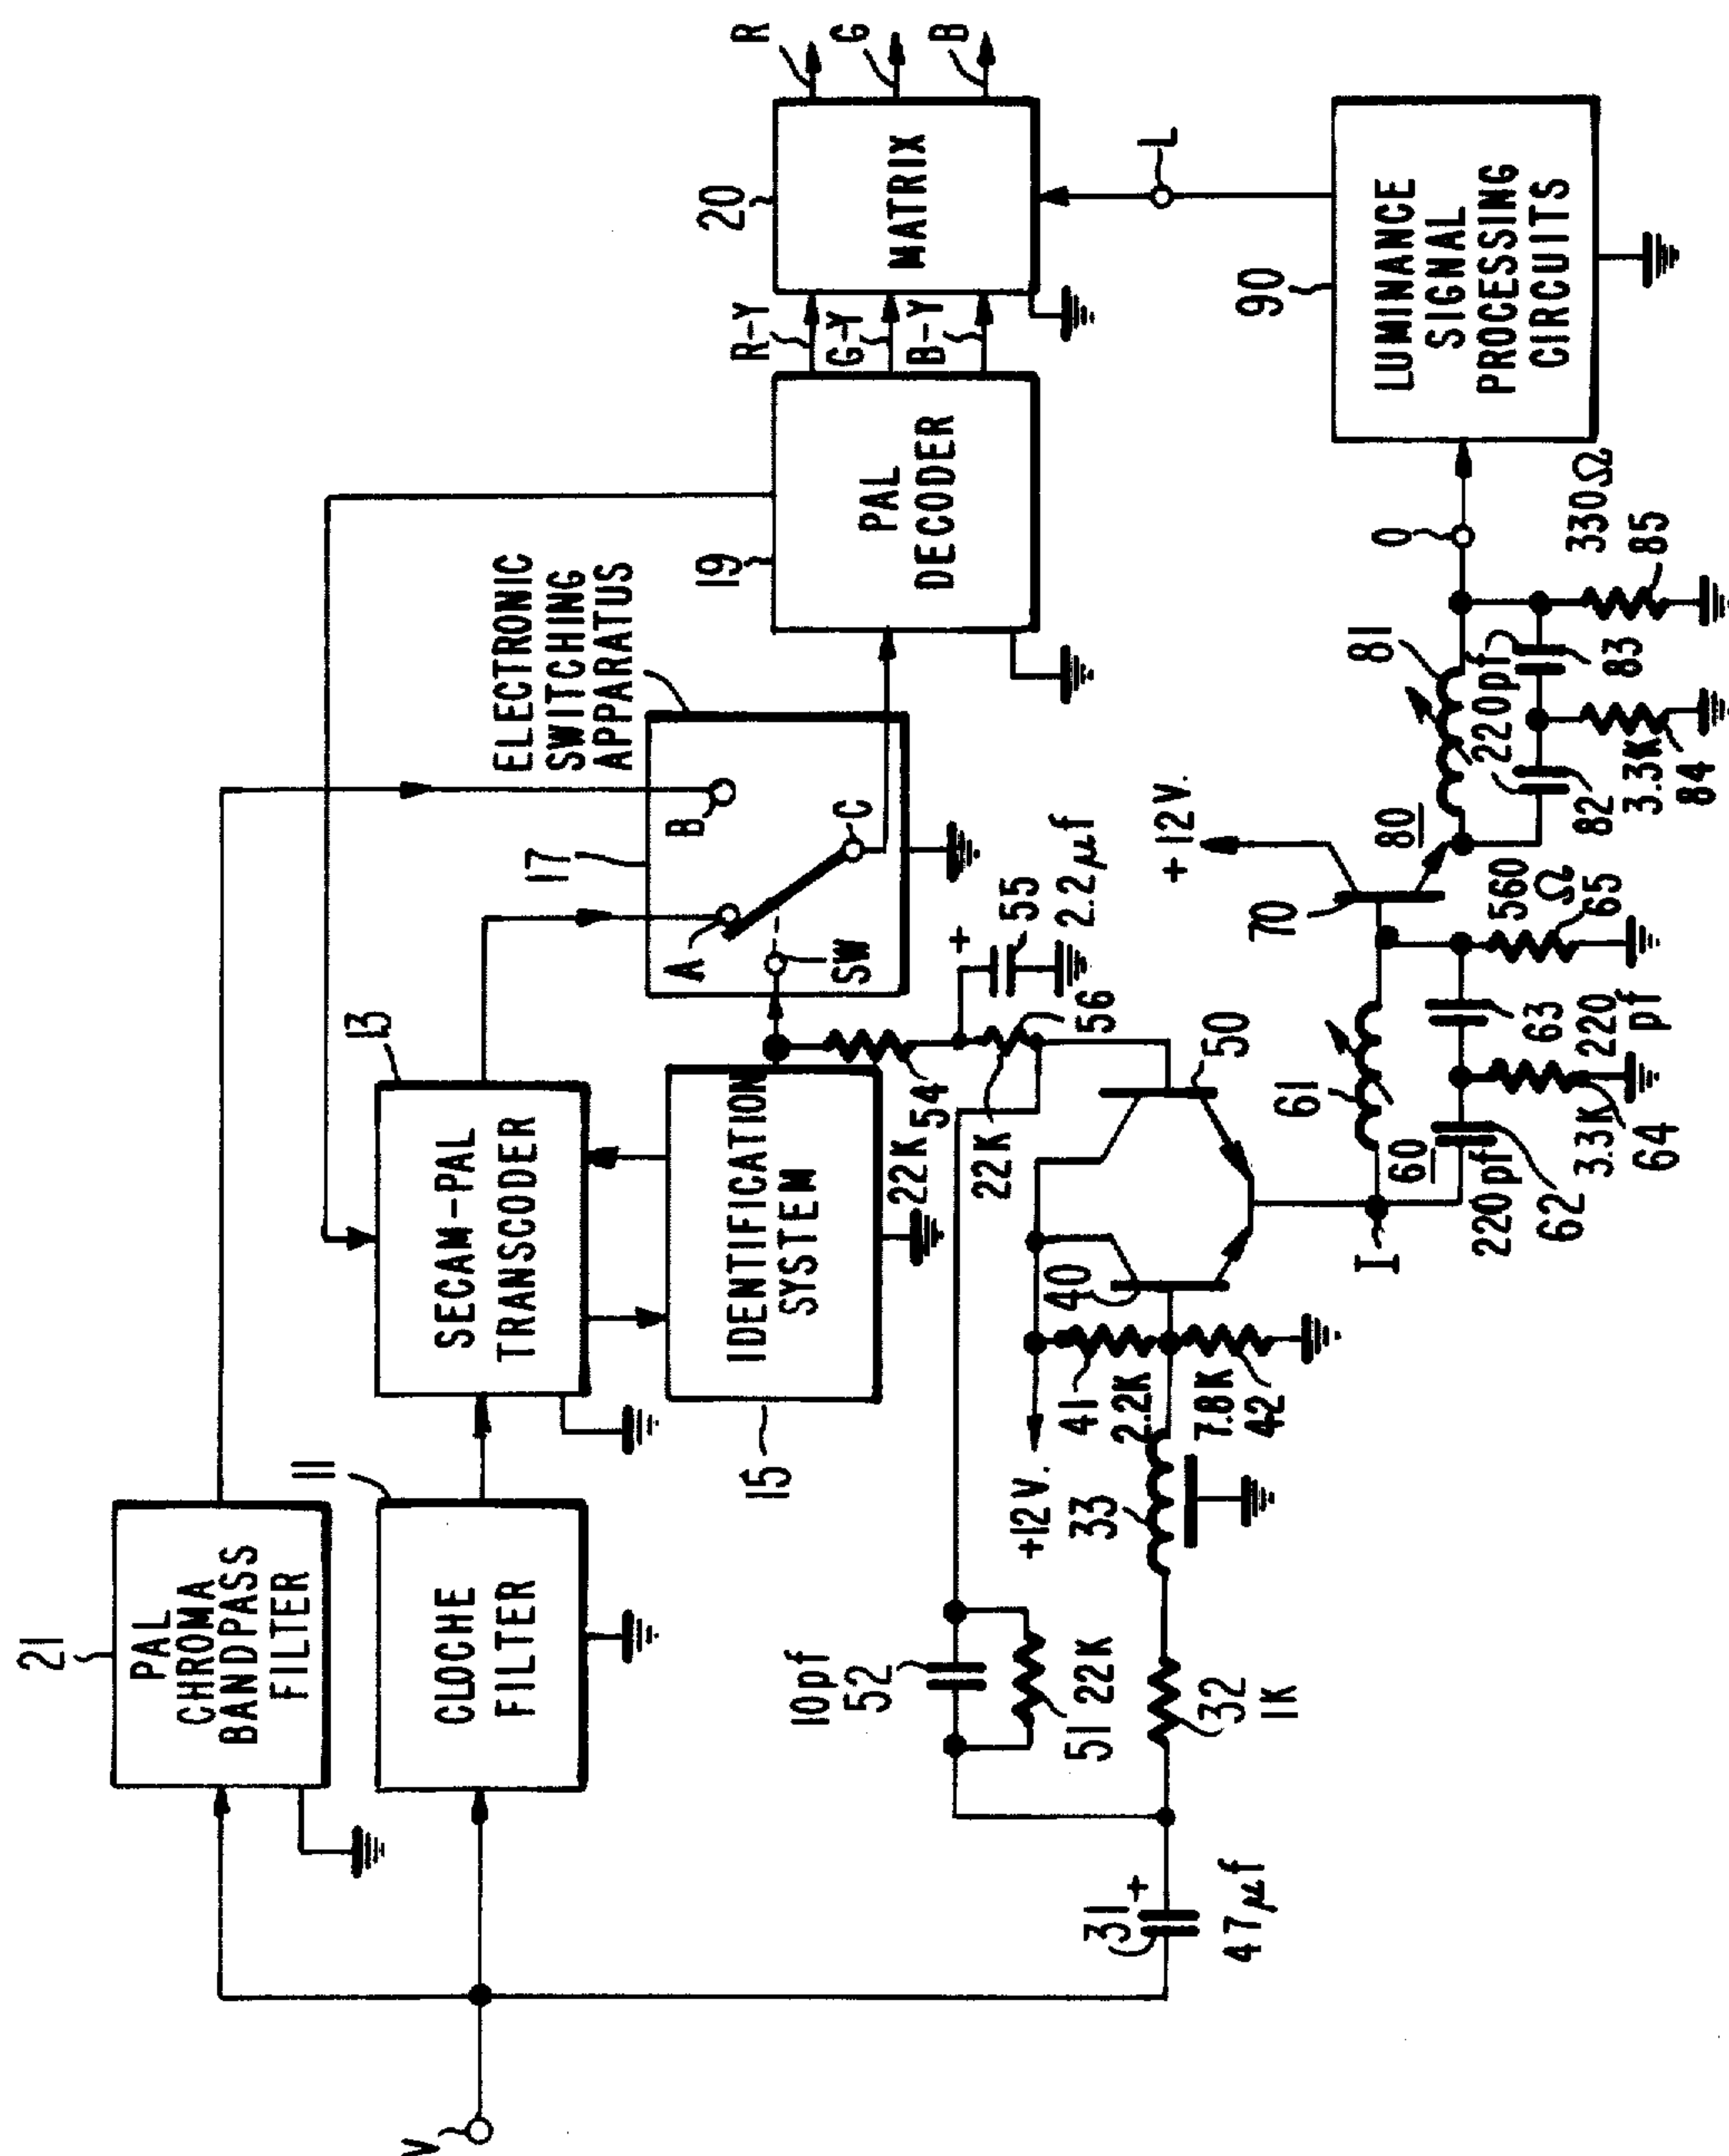 V
21
PAL
CHROMA
BANDPASS
FILTER
11
CLOCHE
FILTER
13
SECAM-PAL
TRANSCODER
IDENTIFICATION
SYSTEM
15
ELECTRONIC
SWITCHING
APPARATUS
17
A
B
C
SW
19
PAL
DECODER
R-Y
G-Y
B-Y
20
MATRIX
R
G
B
L
90
LUMINANCE
SIGNAL
PROCESSING
CIRCUITS
O
31
+
47μf
10pf
52
51 22K
32
1K
33
+12V.
41
2.2K
7.8K
42
40
50
22K
54
22K
56
+
55
2.2μf
I
60
61
220pf
62
63
220
pf
3.3K
64
560
Ω
65
70
+12V.
80
81
220pf
82
83
3.3K
84
330Ω
85